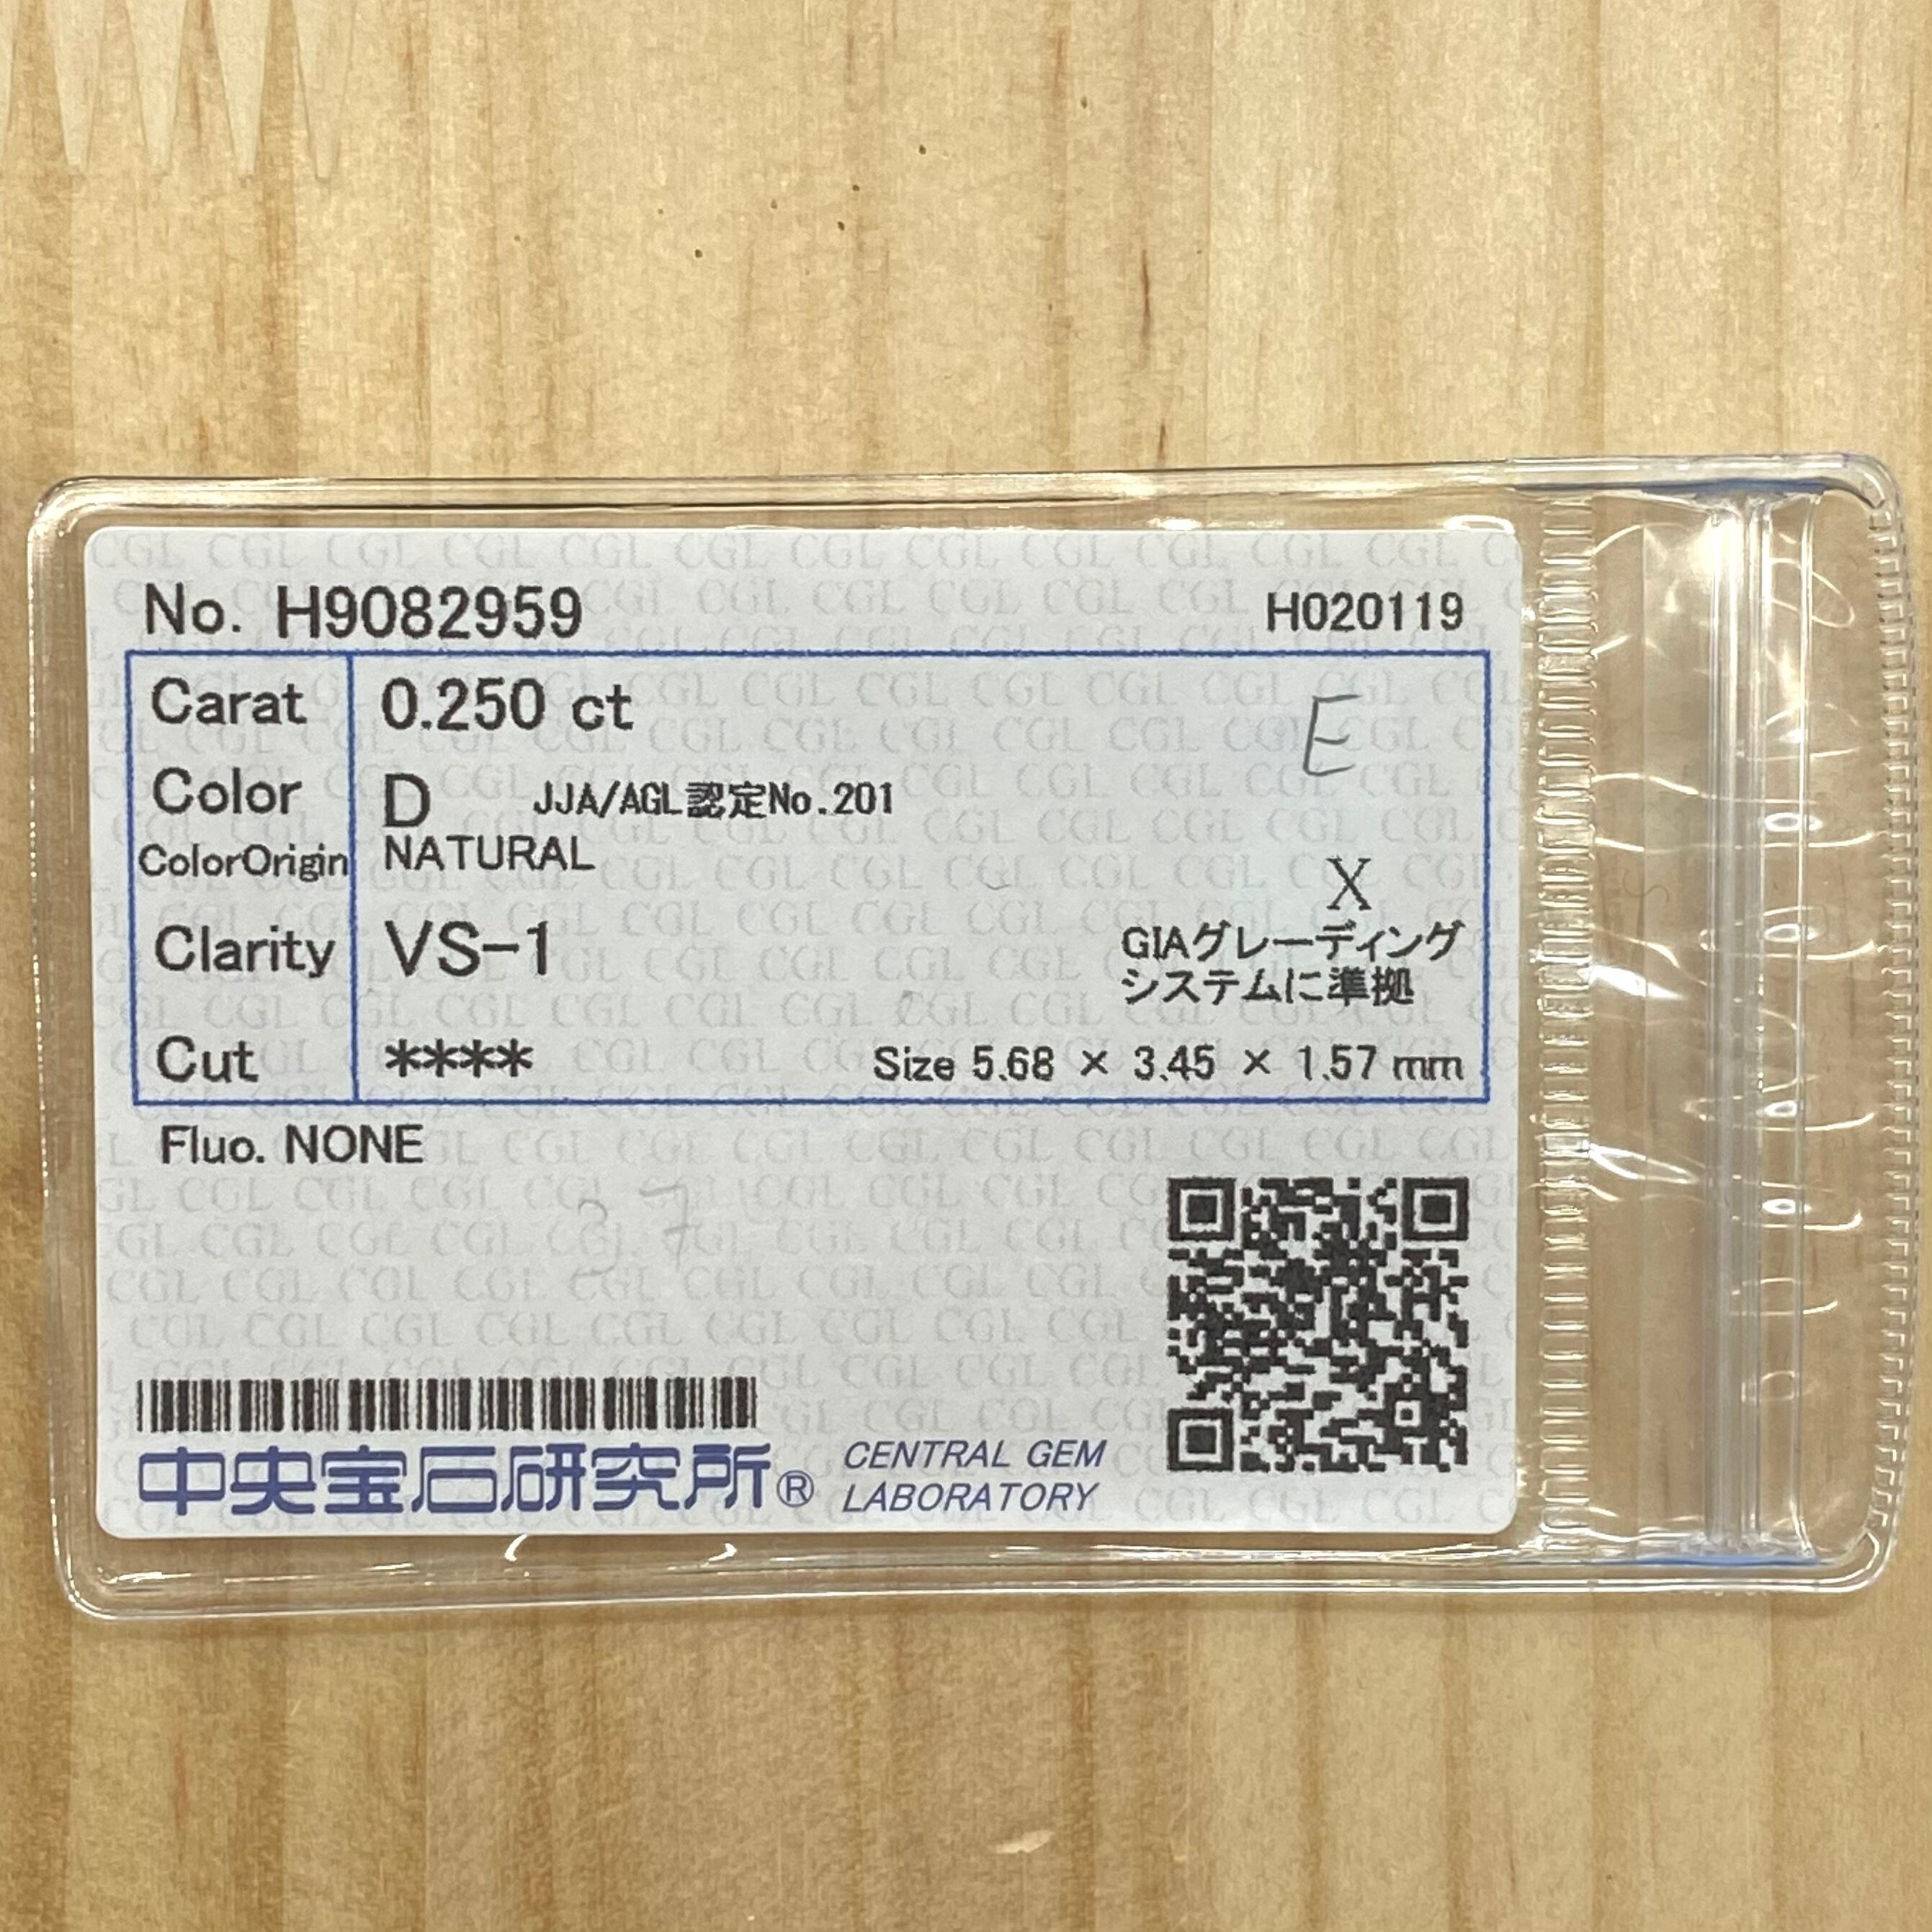 No. H9082959 H020119
Carat 0.250 ct E
Color D JJA/AGL認定No.201
ColorOrigin NATURAL
X
Clarity VS-1 GIAグレーディング
システムに準拠
Cut **** Size 5.68 × 3.45 × 1.57 mm
Fluo. NONE
37
中央宝石研究所® CENTRAL GEM
LABORATORY